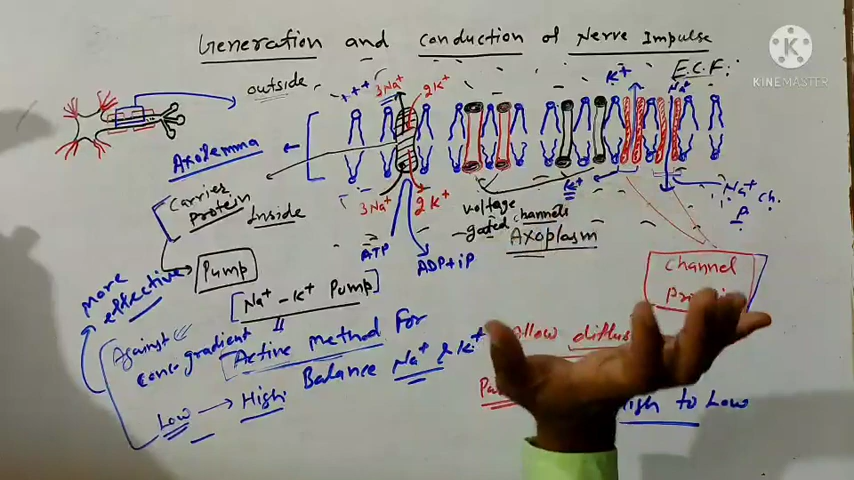 Generation and conduction of Nerve Impulse
K
KINEMASTER
outside
+++
3Na+
2K+
K+
E.C.F.
Na+
Axolemma
Carrier
protein
Inside
3Na+
2K+
voltage
gated channels
K+
Na+ ch.
P
Axoplasm
ATP
ADP+iP
more
effective
Pump
[Na+-K+ Pump]
Channel
Against
conc. gradient
Active method For
Balance Na+ & K+
Low → High
Allow
High to Low